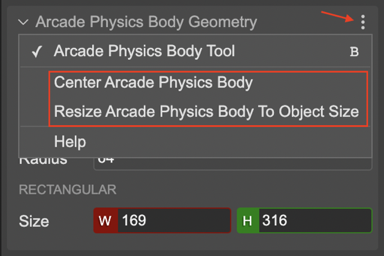 Arcade Physics Body Geometry
✓ Arcade Physics Body Tool B
Center Arcade Physics Body
Resize Arcade Physics Body To Object Size
Help
Radius 64
RECTANGULAR
Size W 169 H 316